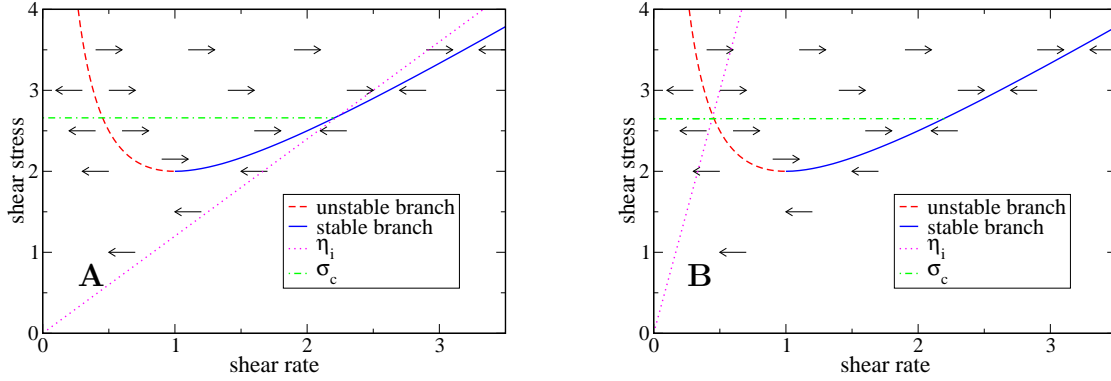 4
3
2
1
0
shear stress
A
unstable branch
stable branch
η_i
σ_c
0
1
2
3
shear rate
4
3
2
1
0
shear stress
B
unstable branch
stable branch
η_i
σ_c
0
1
2
3
shear rate